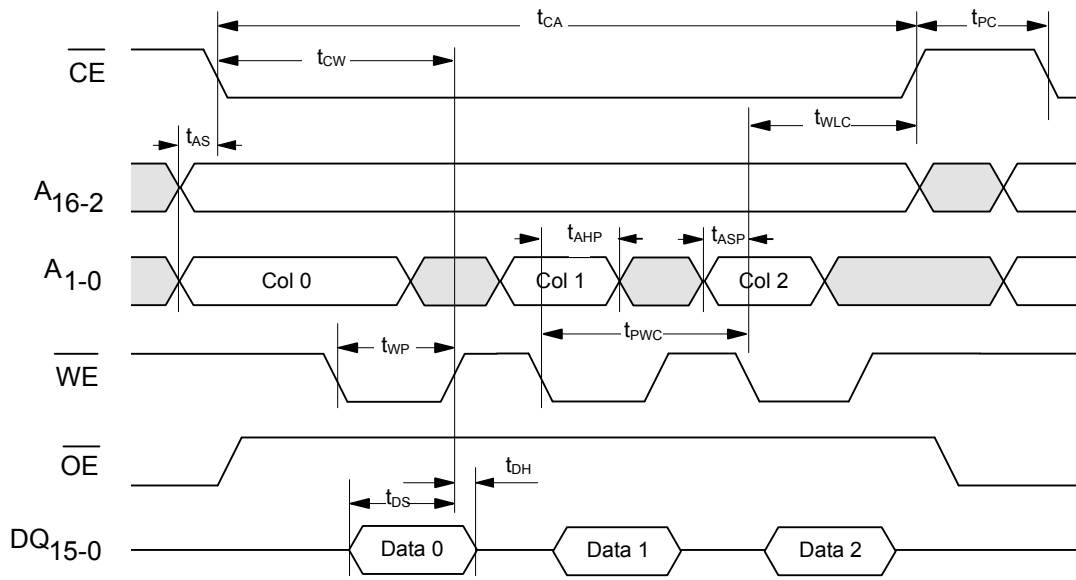 tCA
tPC
CE
tCW
tWLC
tAS
A16-2
tAHP
tASP
A1-0
Col 0
Col 1
Col 2
tWP
tPWC
WE
OE
tDH
tDS
DQ15-0
Data 0
Data 1
Data 2